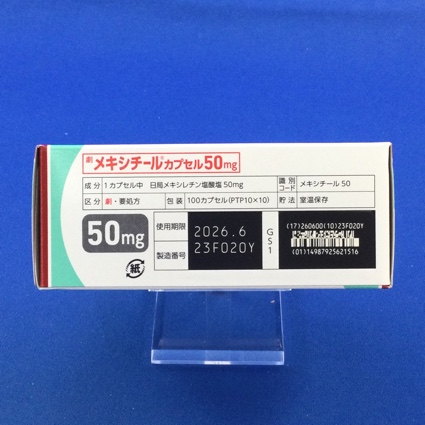 劇 メキシチール®カプセル50mg
成分 1カプセル中 日局メキシレチン塩酸塩 50mg 識別コード メキシチール 50
区分 劇・要処方 包装 100カプセル(PTP10×10) 貯法 室温保存
50mg
使用期限 2026.6
製造番号 23F020Y
GS1
(17)260600(10)23F020Y
(01)14987925621516
紙